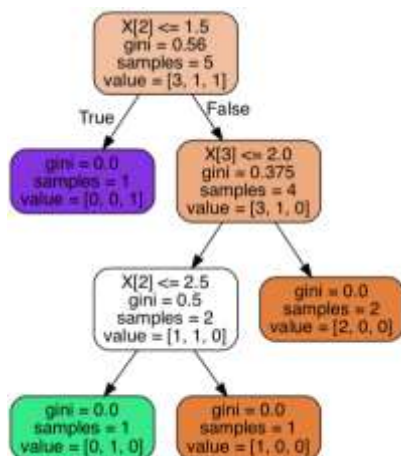 X[2] <= 1.5
gini = 0.56
samples = 5
value = [3, 1, 1]
True
False
gini = 0.0
samples = 1
value = [0, 0, 1]
X[3] <= 2.0
gini = 0.375
samples = 4
value = [3, 1, 0]
X[2] <= 2.5
gini = 0.5
samples = 2
value = [1, 1, 0]
gini = 0.0
samples = 2
value = [2, 0, 0]
gini = 0.0
samples = 1
value = [0, 1, 0]
gini = 0.0
samples = 1
value = [1, 0, 0]